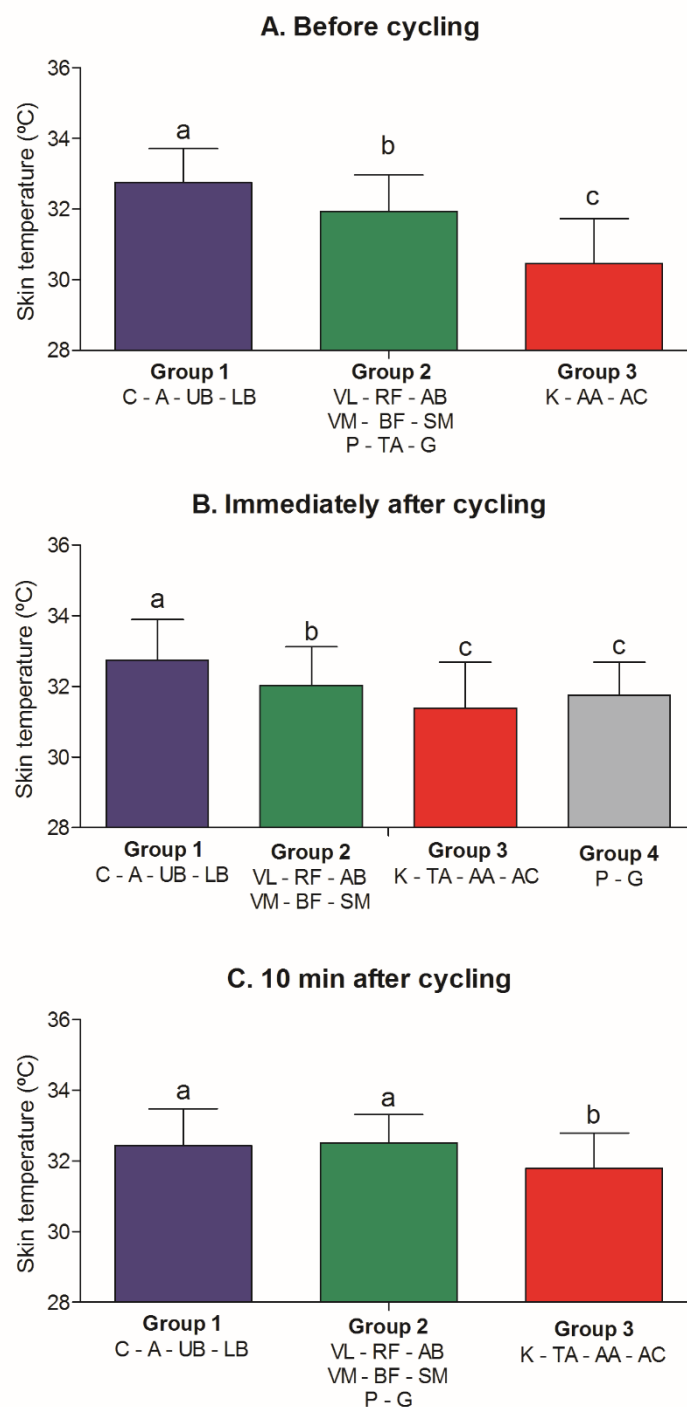 A. Before cycling
Skin temperature (ºC)
36
34
32
30
28
a
b
c
Group 1
C - A - UB - LB
Group 2
VL - RF - AB
VM - BF - SM
P - TA - G
Group 3
K - AA - AC
B. Immediately after cycling
Skin temperature (ºC)
36
34
32
30
28
a
b
c
c
Group 1
C - A - UB - LB
Group 2
VL - RF - AB
VM - BF - SM
Group 3
K - TA - AA - AC
Group 4
P - G
C. 10 min after cycling
Skin temperature (ºC)
36
34
32
30
28
a
a
b
Group 1
C - A - UB - LB
Group 2
VL - RF - AB
VM - BF - SM
P - G
Group 3
K - TA - AA - AC